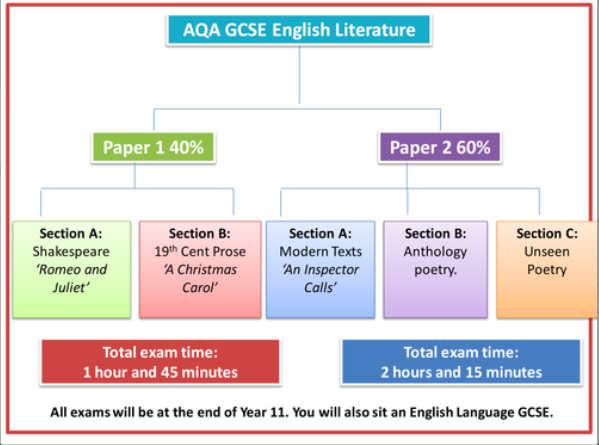 AQA GCSE English Literature
Paper 1 40%
Paper 2 60%
Section A:
Shakespeare
‘Romeo and
Juliet’
Section B:
19th Cent Prose
‘A Christmas
Carol’
Section A:
Modern Texts
‘An Inspector
Calls’
Section B:
Anthology
poetry.
Section C:
Unseen
Poetry
Total exam time:
1 hour and 45 minutes
Total exam time:
2 hours and 15 minutes
All exams will be at the end of Year 11. You will also sit an English Language GCSE.